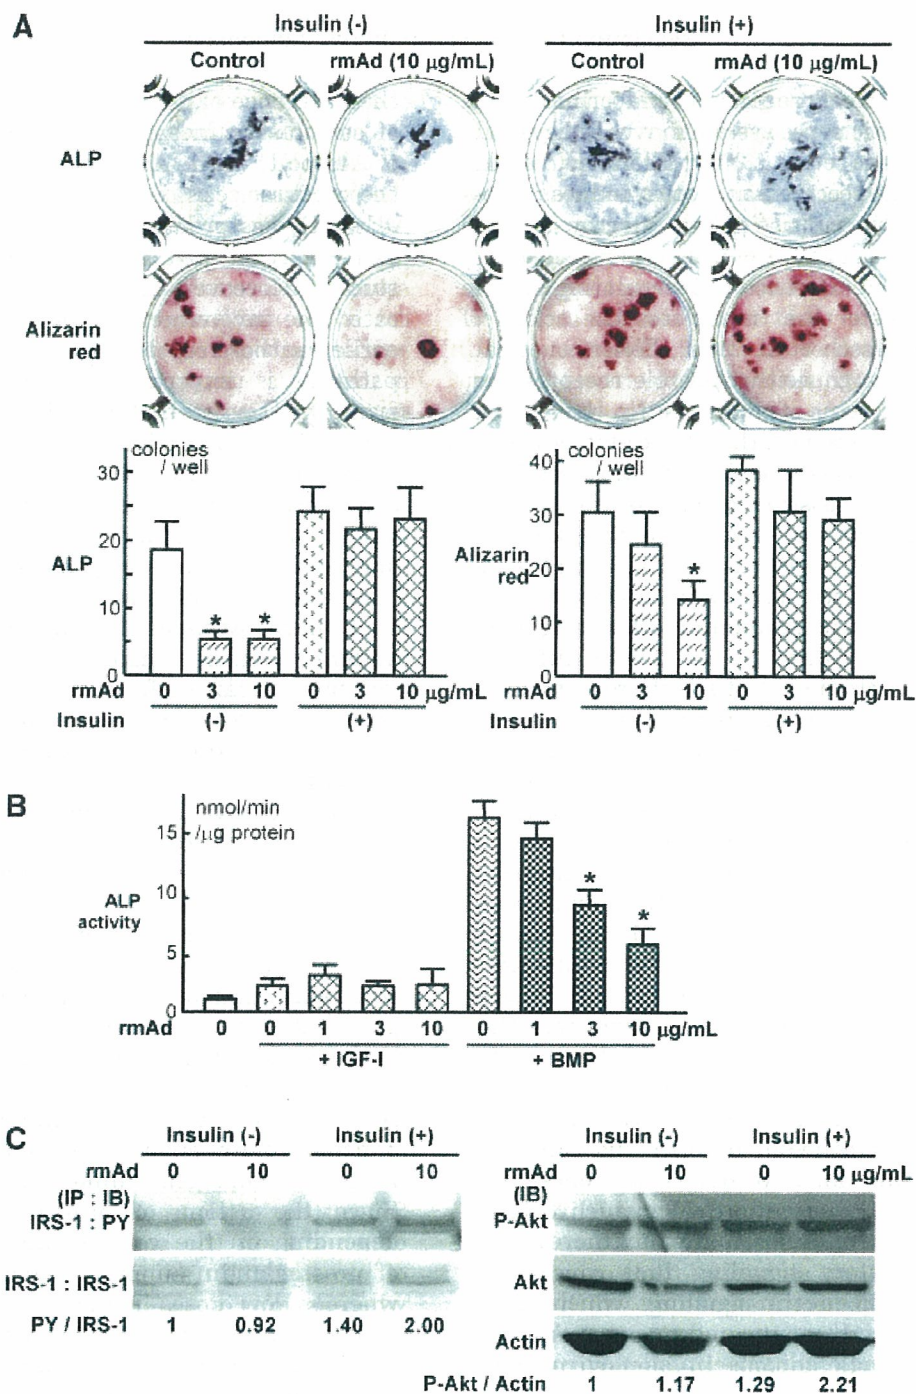 A
Insulin (-)
Insulin (+)
Control
rmAd (10 μg/mL)
Control
rmAd (10 μg/mL)
ALP
Alizarin
red
colonies
/ well
30
20
10
0
ALP
rmAd 0 3 10 0 3 10 μg/mL
Insulin (-) (+)
colonies
/ well
40
30
20
10
0
Alizarin
red
* * *
rmAd 0 3 10 0 3 10 μg/mL
Insulin (-) (+)
B
nmol/min
/μg protein
15
10
5
0
ALP
activity
* *
rmAd 0 0 1 3 10 0 1 3 10 μg/mL
+ IGF-I + BMP
C
Insulin (-) Insulin (+)
rmAd 0 10 0 10
(IP : IB)
IRS-1 : PY
IRS-1 : IRS-1
PY / IRS-1 1 0.92 1.40 2.00
Insulin (-) Insulin (+)
rmAd 0 10 0 10 μg/mL
(IB)
P-Akt
Akt
Actin
P-Akt / Actin 1 1.17 1.29 2.21